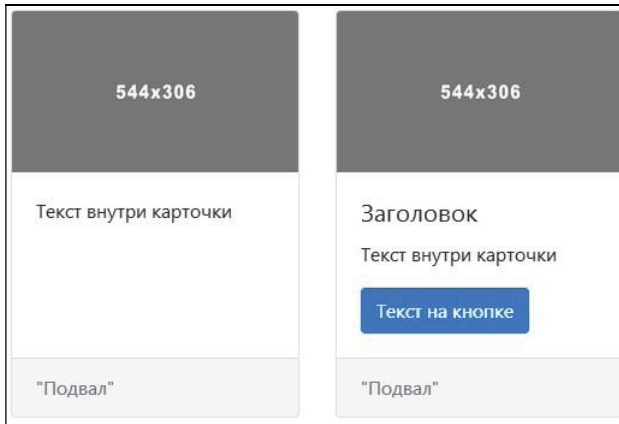 544x306
Текст внутри карточки
"Подвал"
544x306
Заголовок
Текст внутри карточки
Текст на кнопке
"Подвал"